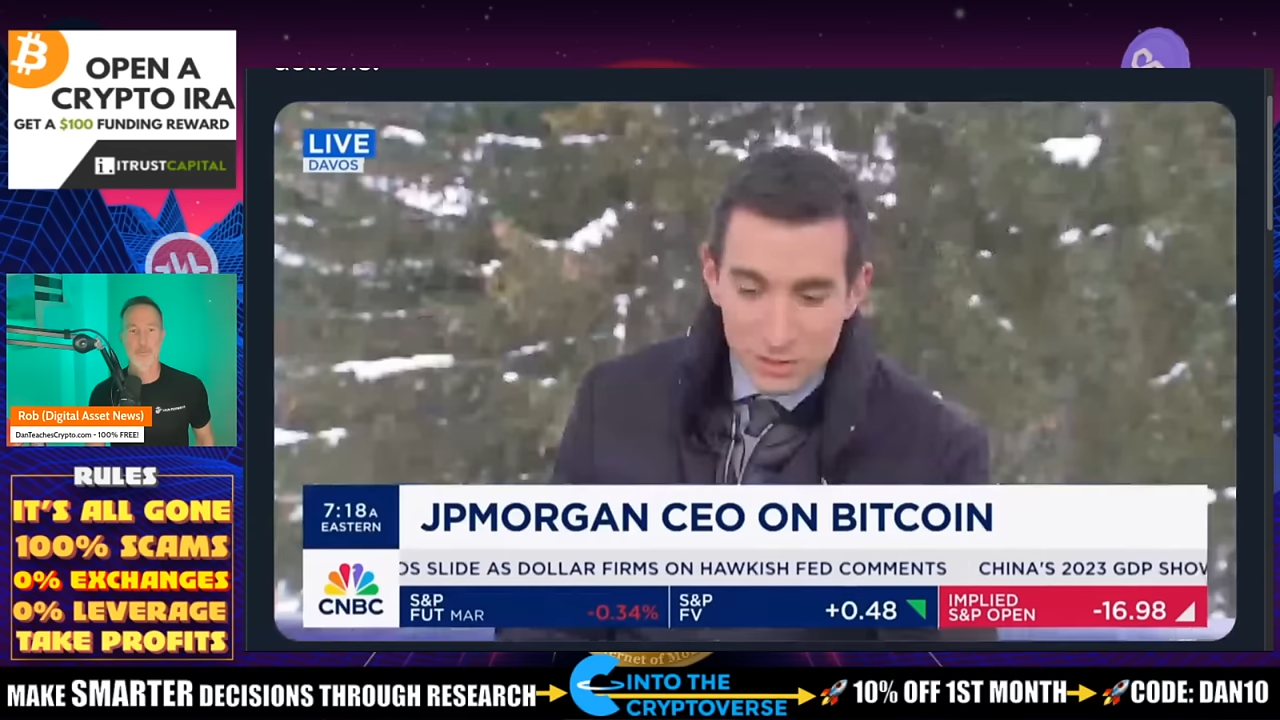 OPEN A
CRYPTO IRA
GET A $100 FUNDING REWARD
i. iTRUSTCAPITAL
actions.
LIVE
DAVOS
7:18A
EASTERN
JPMORGAN CEO ON BITCOIN
OS SLIDE AS DOLLAR FIRMS ON HAWKISH FED COMMENTS CHINA'S 2023 GDP SHOW
CNBC
S&P
FUT MAR
-0.34%
S&P
FV
+0.48
IMPLIED
S&P OPEN
-16.98
Rob (Digital Asset News)
DanTeachesCrypto.com - 100% FREE!
RULES
IT'S ALL GONE
100% SCAMS
0% EXCHANGES
0% LEVERAGE
TAKE PROFITS
MAKE SMARTER DECISIONS THROUGH RESEARCH
INTO THE
CRYPTOVERSE
10% OFF 1ST MONTH
CODE: DAN10